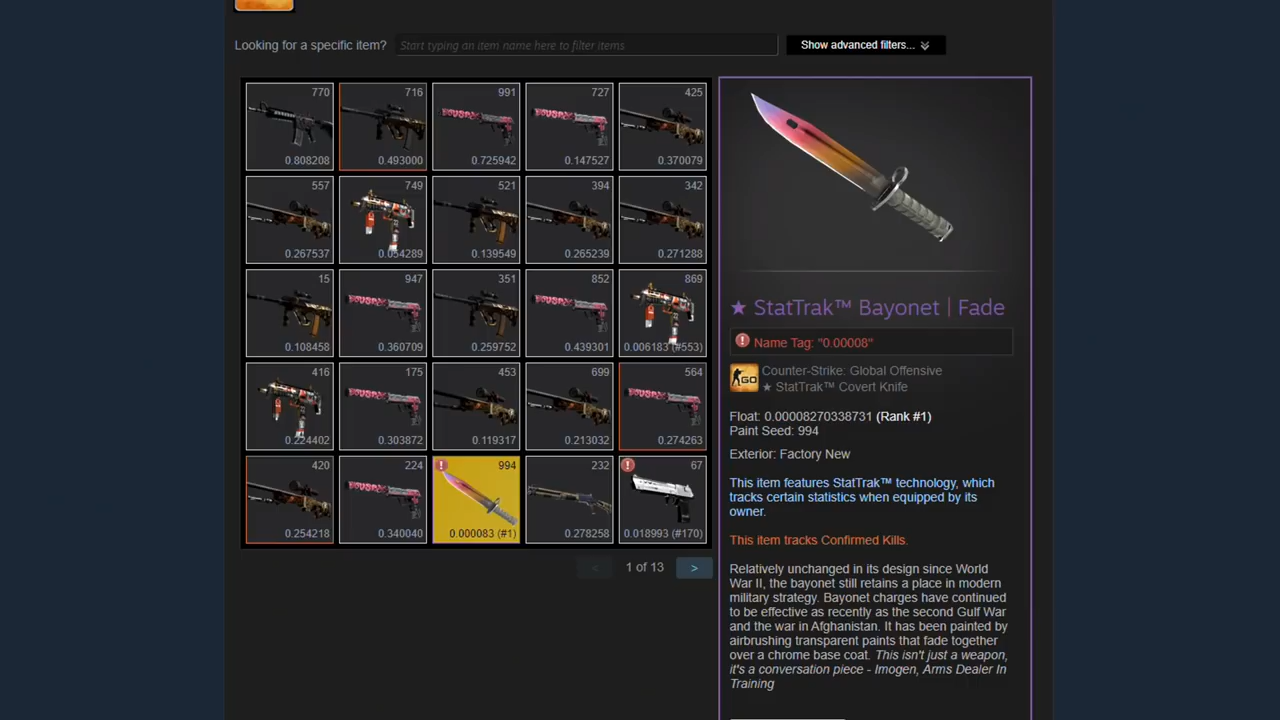 Looking for a specific item?
Start typing an item name here to filter items
Show advanced filters...
770
0.808208
716
0.493000
991
0.725942
727
0.147527
425
0.370079
557
0.267537
749
0.054289
521
0.139549
394
0.265239
342
0.271288
15
0.108458
947
0.360709
351
0.259752
852
0.439301
869
0.006183 (#553)
416
0.224402
175
0.303872
453
0.119317
699
0.213032
564
0.274263
420
0.254218
224
0.340040
994
0.000083 (#1)
232
0.278258
67
0.018993 (#170)
<
1 of 13
>
★ StatTrak™ Bayonet | Fade
Name Tag: "0.00008"
GO
Counter-Strike: Global Offensive
★ StatTrak™ Covert Knife
Float: 0.00008270338731 (Rank #1)
Paint Seed: 994
Exterior: Factory New
This item features StatTrak™ technology, which
tracks certain statistics when equipped by its
owner.
This item tracks Confirmed Kills.
Relatively unchanged in its design since World
War II, the bayonet still retains a place in modern
military strategy. Bayonet charges have continued
to be effective as recently as the second Gulf War
and the war in Afghanistan. It has been painted by
airbrushing transparent paints that fade together
over a chrome base coat. This isn't just a weapon,
it's a conversation piece - Imogen, Arms Dealer In
Training